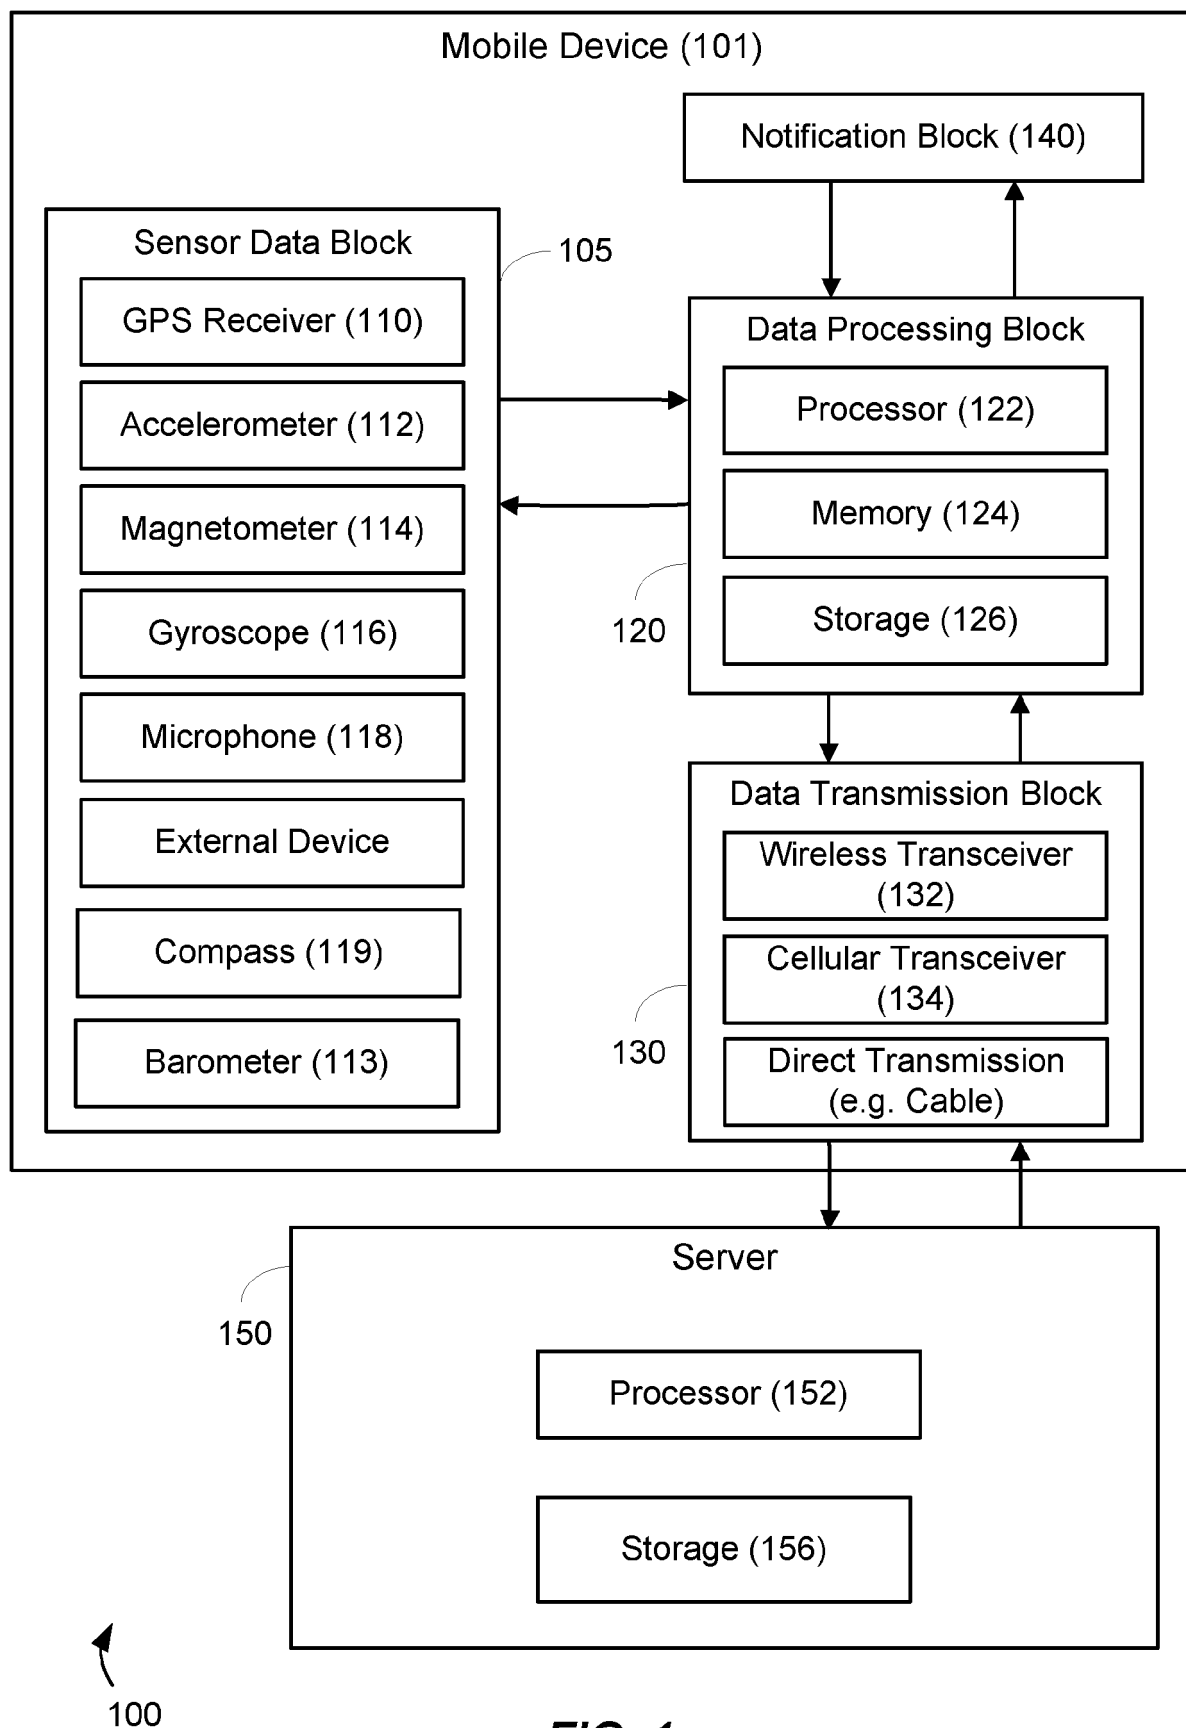 Mobile Device (101)
Notification Block (140)
Sensor Data Block
105
GPS Receiver (110)
Accelerometer (112)
Magnetometer (114)
Gyroscope (116)
Microphone (118)
External Device
Compass (119)
Barometer (113)
Data Processing Block
Processor (122)
Memory (124)
Storage (126)
120
Data Transmission Block
Wireless Transceiver
(132)
Cellular Transceiver
(134)
Direct Transmission
(e.g. Cable)
130
Server
150
Processor (152)
Storage (156)
100
FIG. 1